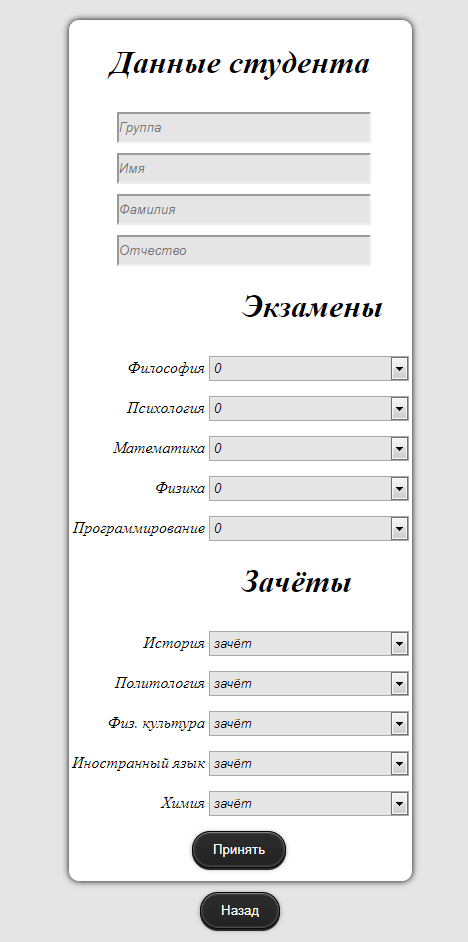 Данные студента
Группа
Имя
Фамилия
Отчество
Экзамены
Философия 0
Психология 0
Математика 0
Физика 0
Программирование 0
Зачёты
История зачёт
Политология зачёт
Физ. культура зачёт
Иностранный язык зачёт
Химия зачёт
Принять
Назад